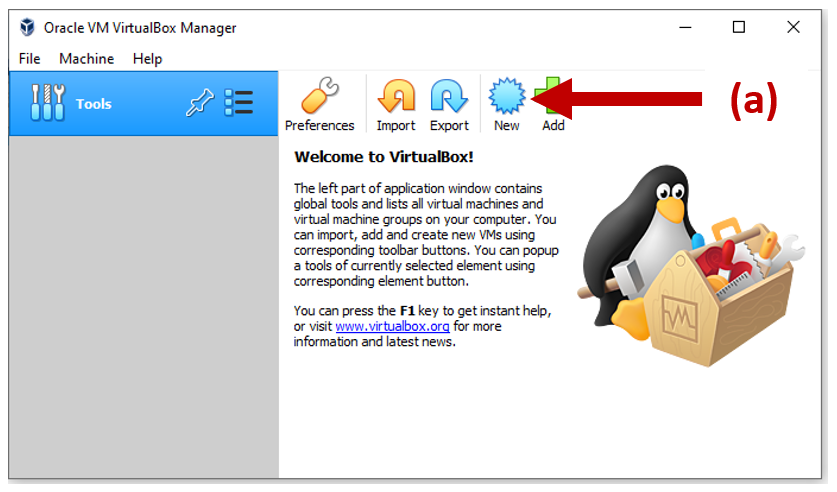 Oracle VM VirtualBox Manager
File Machine Help
Tools
Preferences Import Export New Add
(a)
Welcome to VirtualBox!
The left part of application window contains
global tools and lists all virtual machines and
virtual machine groups on your computer. You
can import, add and create new VMs using
corresponding toolbar buttons. You can popup
a tools of currently selected element using
corresponding element button.
You can press the F1 key to get instant help,
or visit www.virtualbox.org for more
information and latest news.